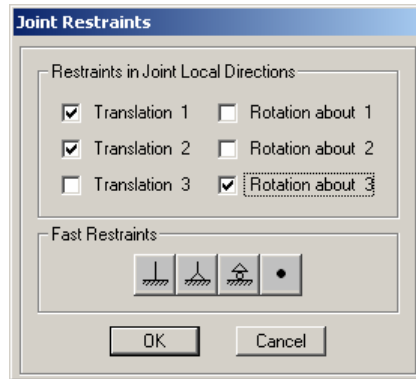 Joint Restraints
Restraints in Joint Local Directions
Translation 1 Rotation about 1
Translation 2 Rotation about 2
Translation 3 Rotation about 3
Fast Restraints
OK Cancel